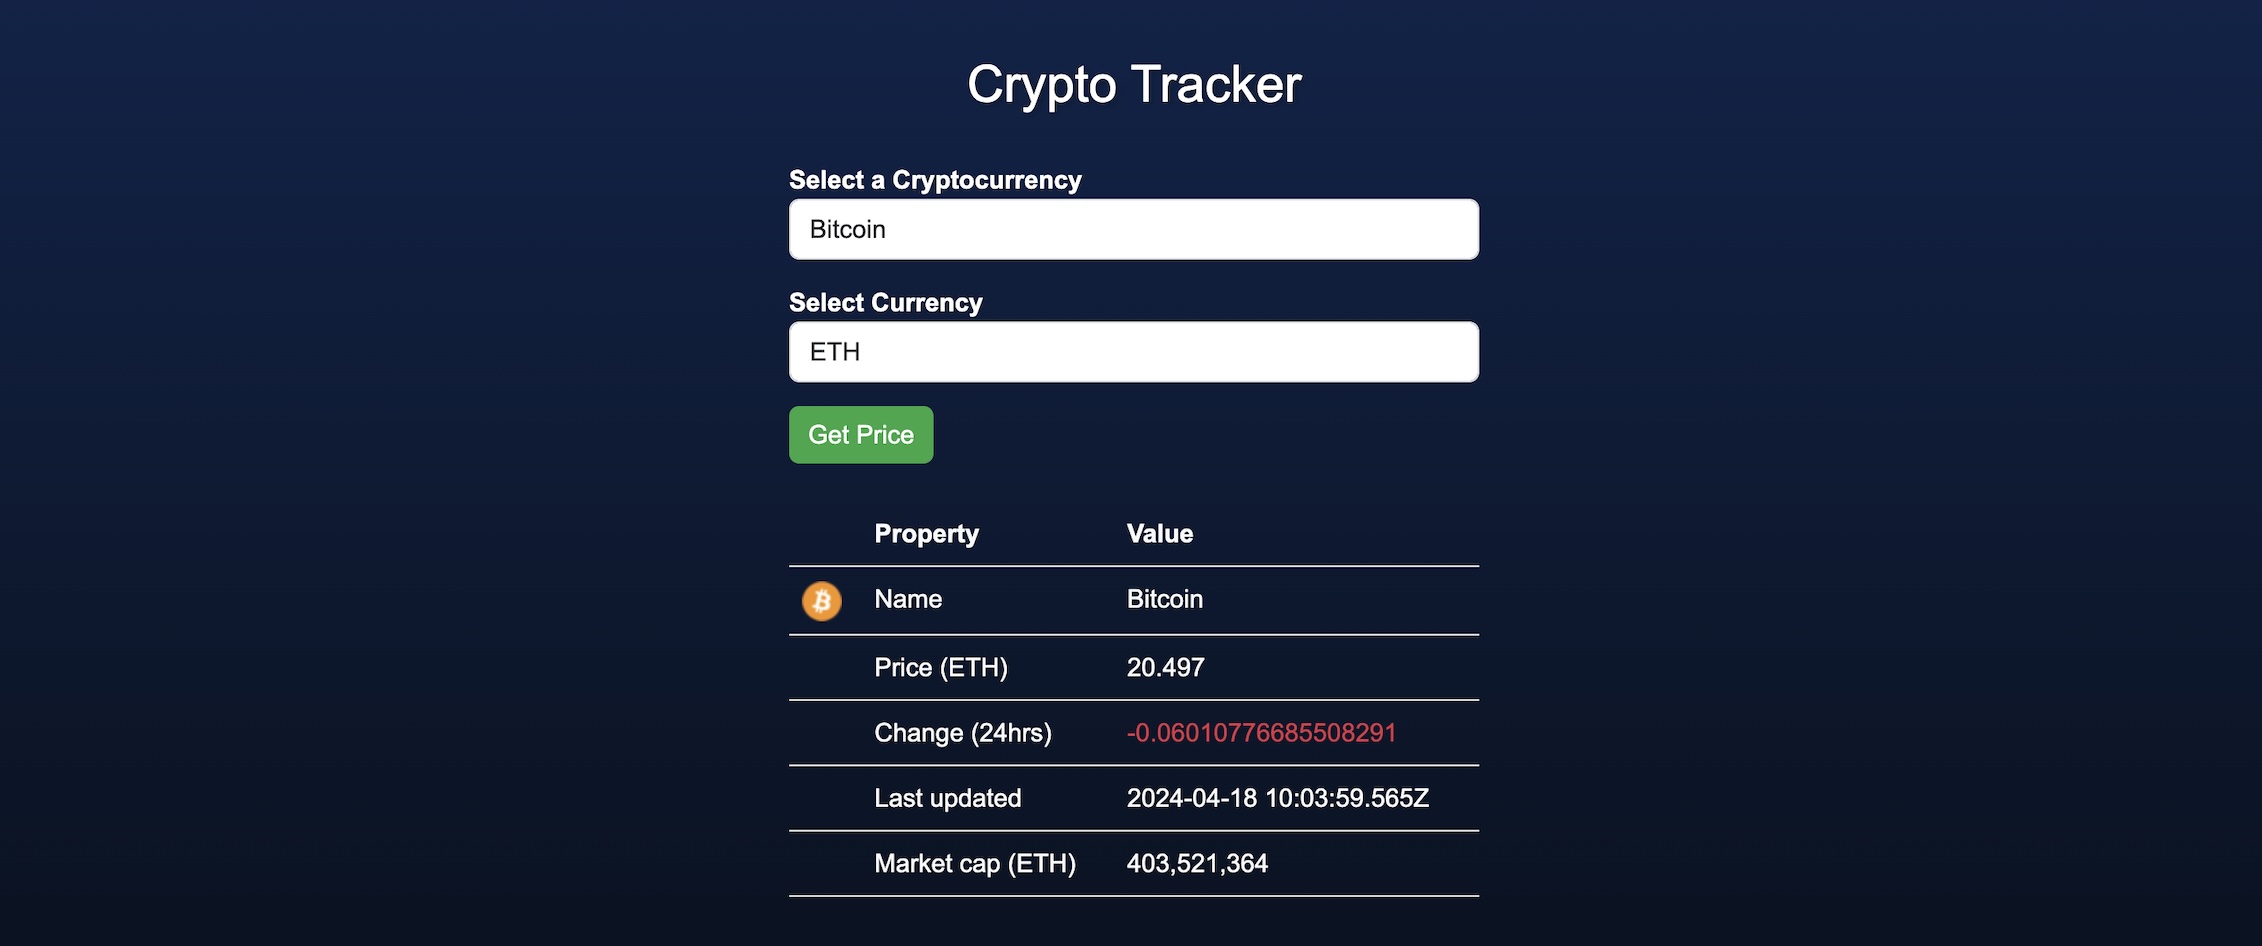 Crypto Tracker
Select a Cryptocurrency
Bitcoin
Select Currency
ETH
Get Price
Property Value
Name Bitcoin
Price (ETH) 20.497
Change (24hrs) -0.06010776685508291
Last updated 2024-04-18 10:03:59.565Z
Market cap (ETH) 403,521,364